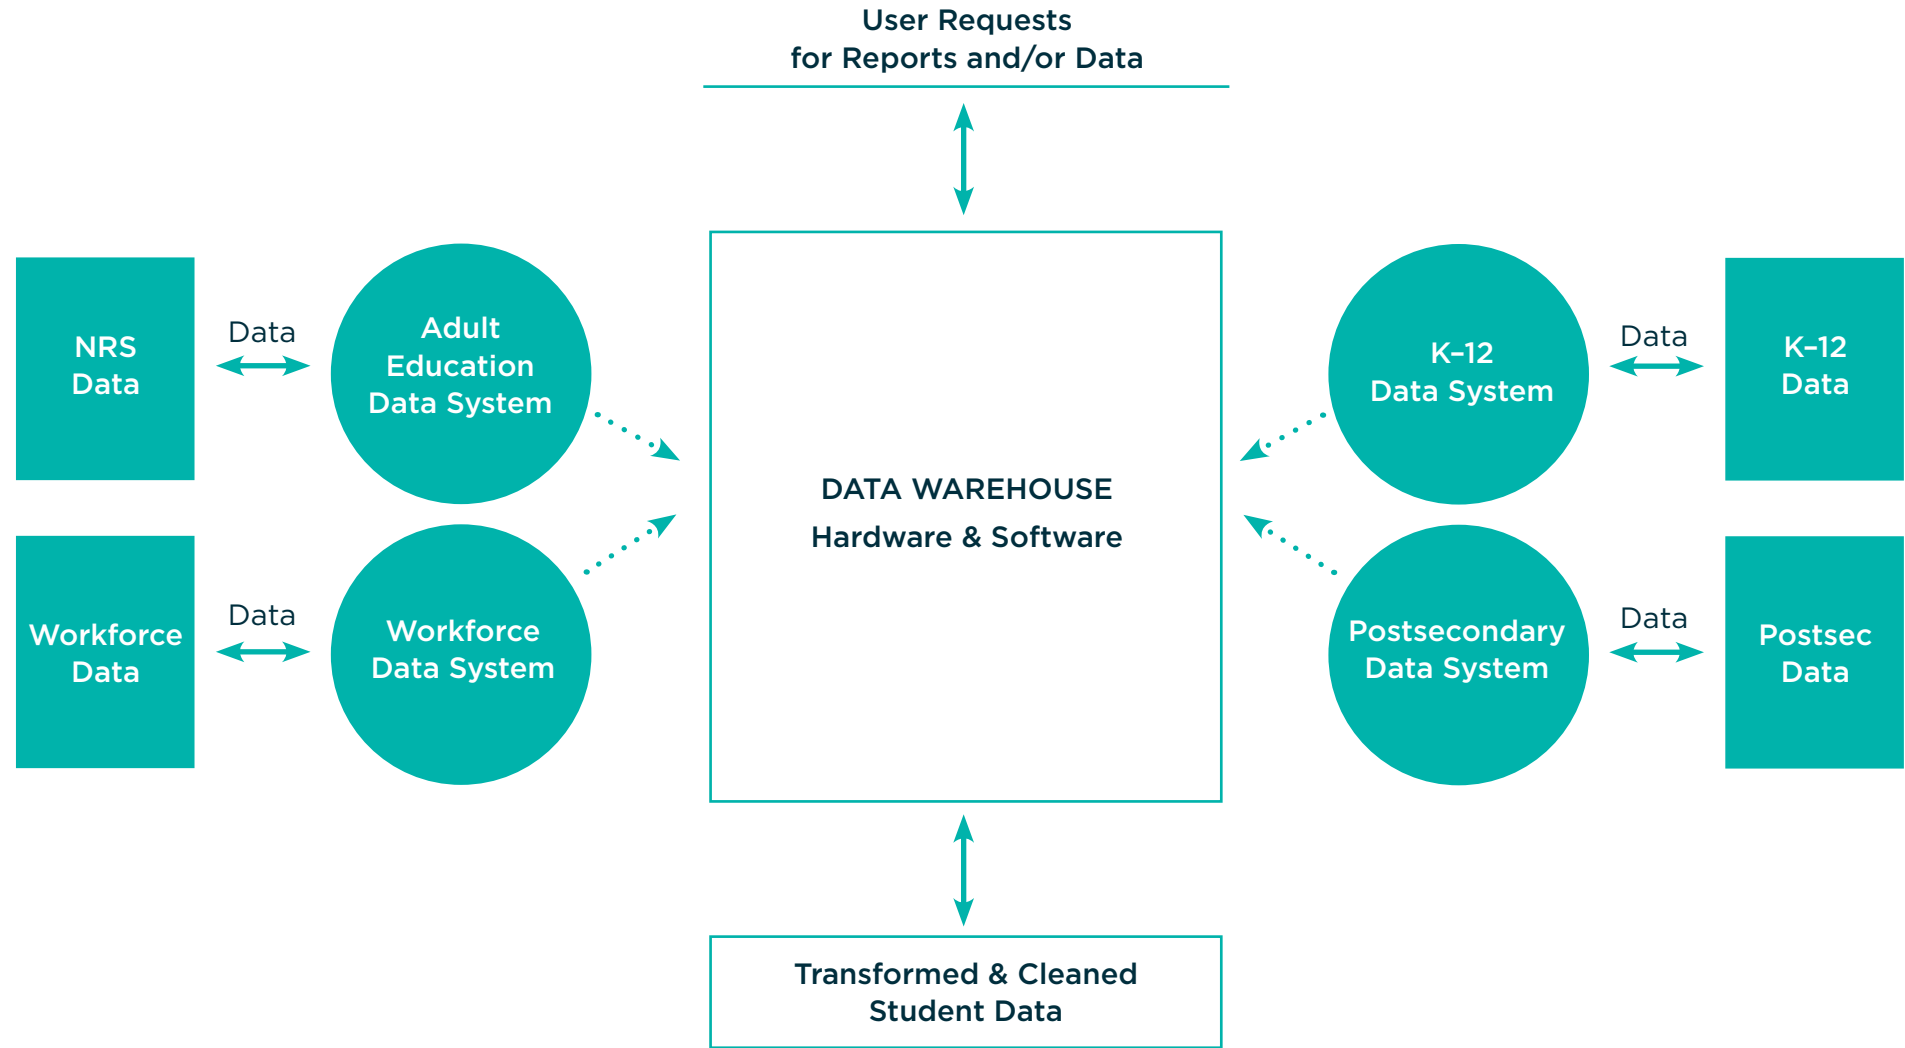 User Requests
for Reports and/or Data
NRS
Data
Data
Adult
Education
Data System
Workforce
Data
Data
Workforce
Data System
DATA WAREHOUSE
Hardware & Software
K–12
Data System
Data
K–12
Data
Postsecondary
Data System
Data
Postsec
Data
Transformed & Cleaned
Student Data